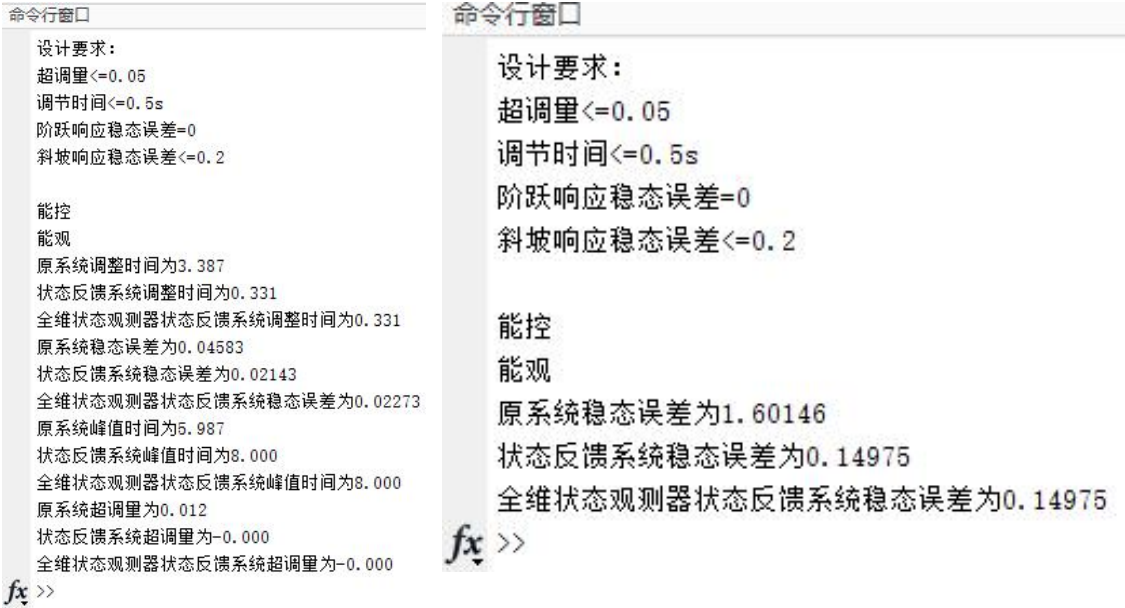 命令行窗口
设计要求:
超调量<=0.05
调节时间<=0.5s
阶跃响应稳态误差=0
斜坡响应稳态误差<=0.2
能控
能观
原系统调整时间为3.387
状态反馈系统调整时间为0.331
全维状态观测器状态反馈系统调整时间为0.331
原系统稳态误差为0.04583
状态反馈系统稳态误差为0.02143
全维状态观测器状态反馈系统稳态误差为0.02273
原系统峰值时间为5.987
状态反馈系统峰值时间为8.000
全维状态观测器状态反馈系统峰值时间为8.000
原系统超调量为0.012
状态反馈系统超调量为-0.000
全维状态观测器状态反馈系统超调量为-0.000
fx >>
命令行窗口
设计要求:
超调量<=0.05
调节时间<=0.5s
阶跃响应稳态误差=0
斜坡响应稳态误差<=0.2
能控
能观
原系统稳态误差为1.60146
状态反馈系统稳态误差为0.14975
全维状态观测器状态反馈系统稳态误差为0.14975
fx >>